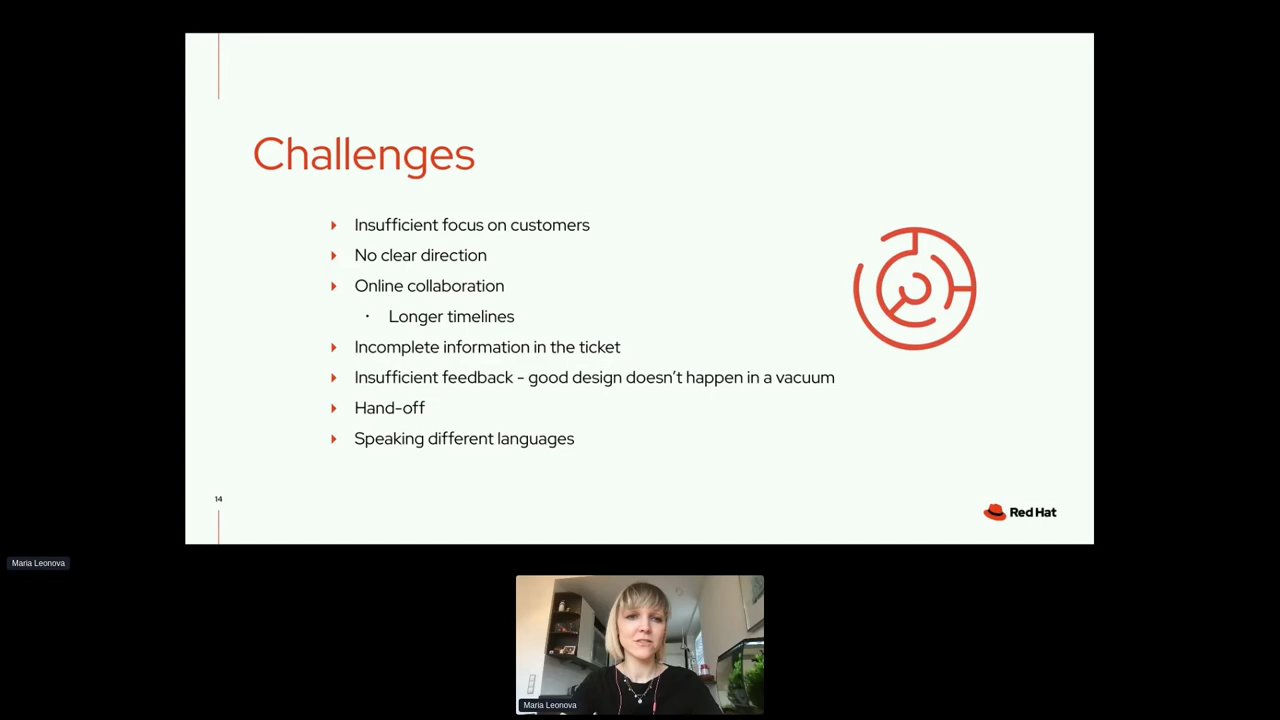 Challenges
Insufficient focus on customers
No clear direction
Online collaboration
Longer timelines
Incomplete information in the ticket
Insufficient feedback - good design doesn’t happen in a vacuum
Hand-off
Speaking different languages
14
Red Hat
Maria Leonova
Maria Leonova